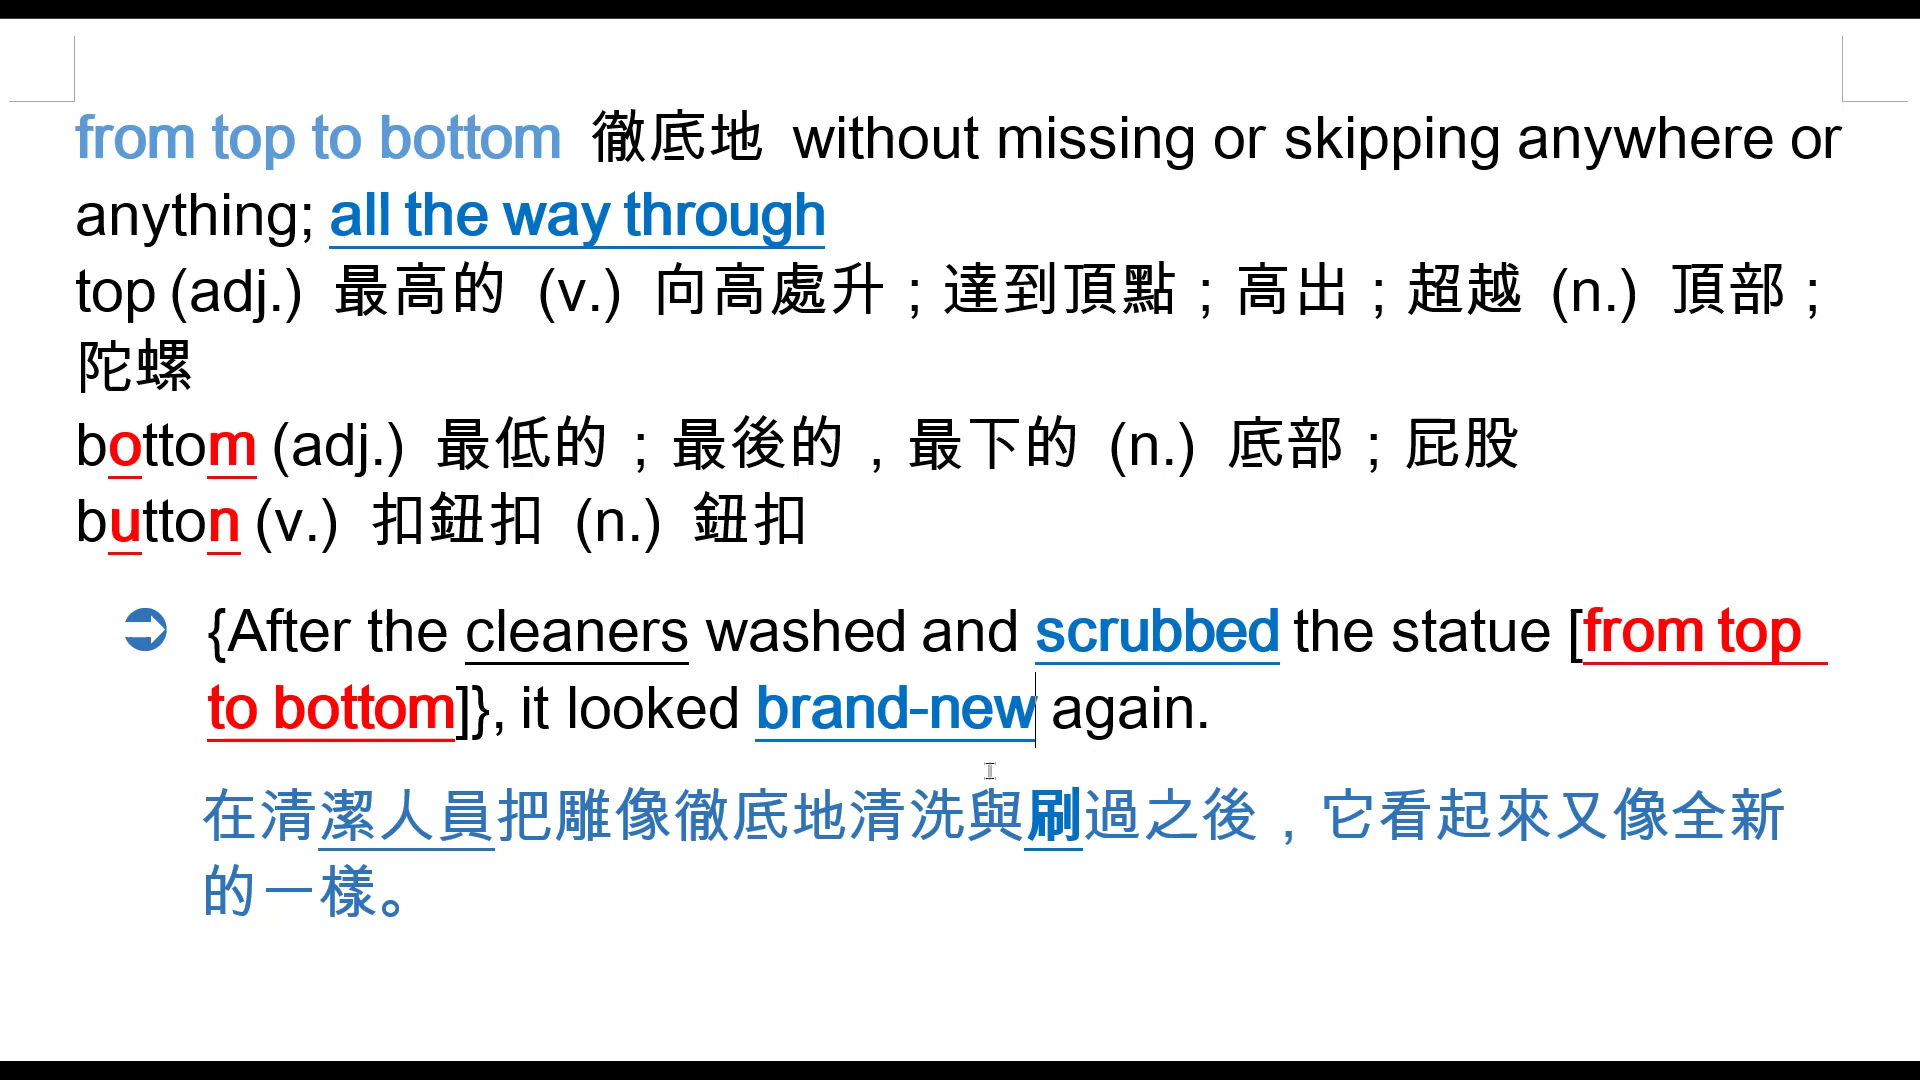 from top to bottom 徹底地 without missing or skipping anywhere or
anything; all the way through
top (adj.) 最高的 (v.) 向高處升；達到頂點；高出；超越 (n.) 頂部；
陀螺
bottom (adj.) 最低的；最後的，最下的 (n.) 底部；屁股
button (v.) 扣鈕扣 (n.) 鈕扣
➲ {After the cleaners washed and scrubbed the statue [from top
to bottom]}, it looked brand-new again.
在清潔人員把雕像徹底地清洗與刷過之後，它看起來又像全新
的一樣。